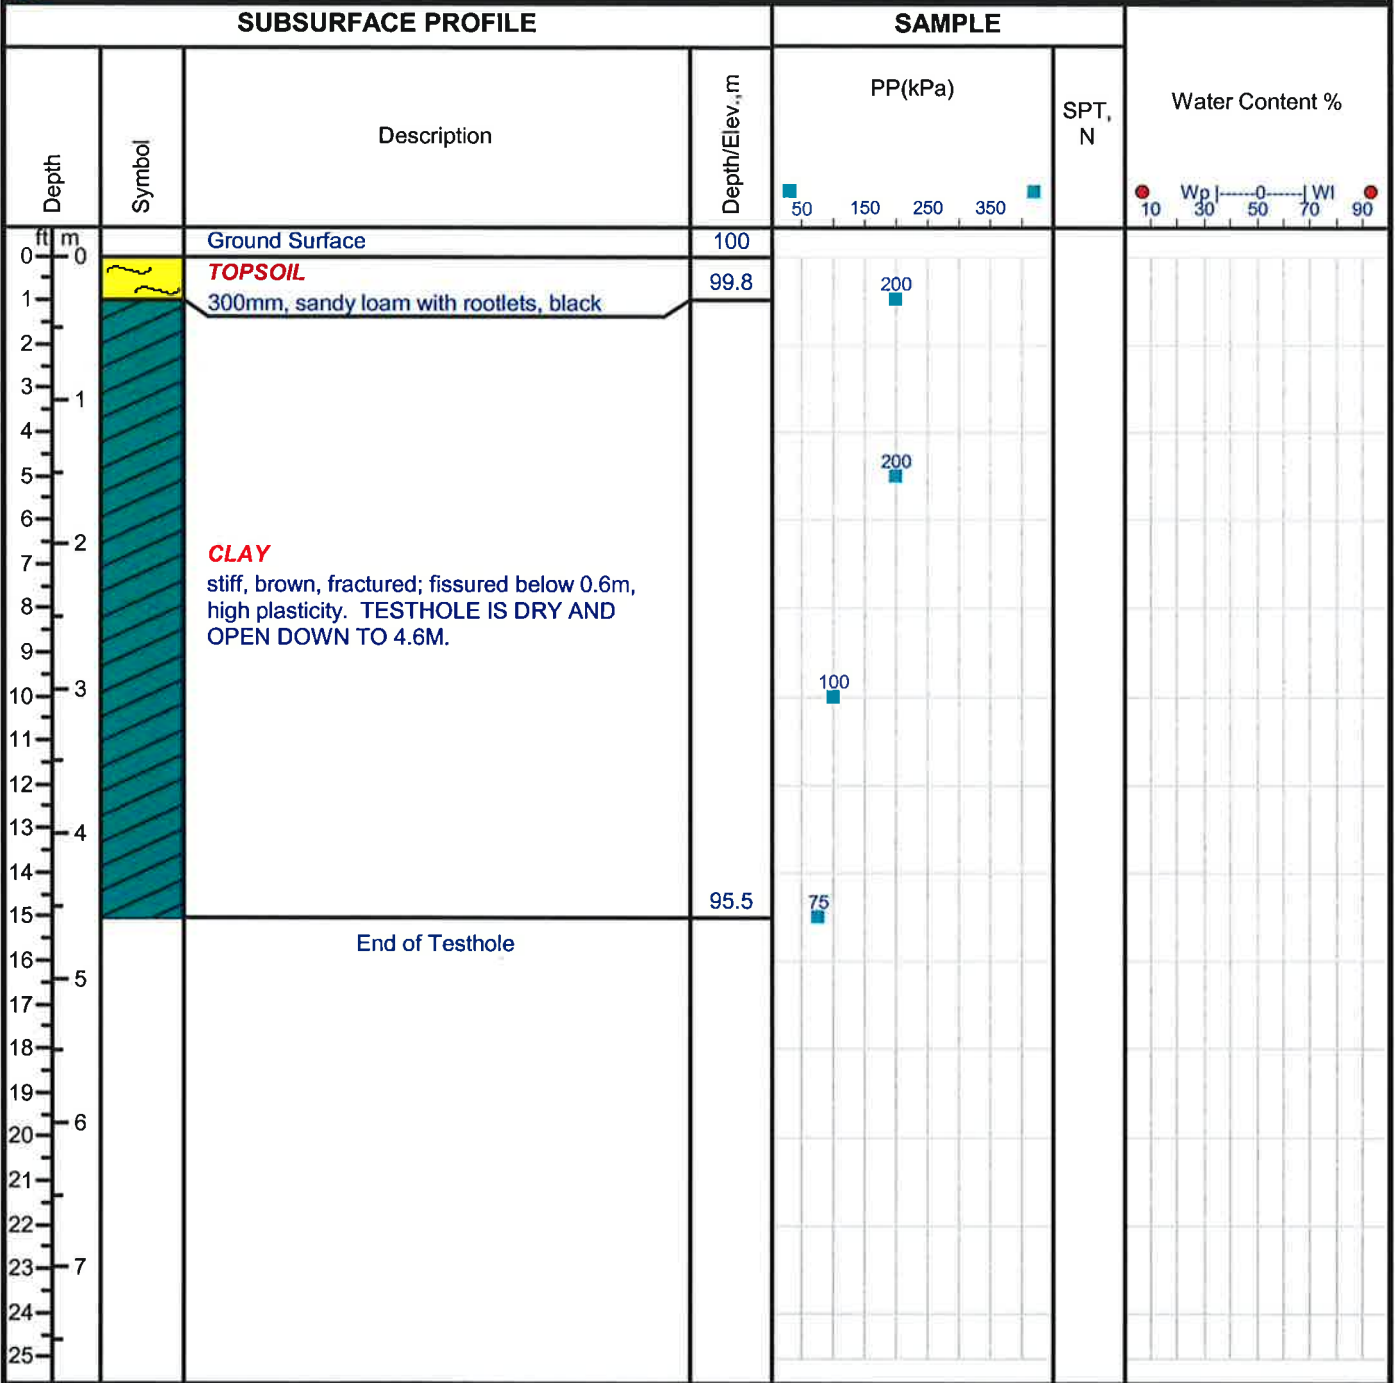 SUBSURFACE PROFILE
SAMPLE
Depth
Symbol
Description
Depth/Elev.,m
PP(kPa)
SPT,
N
Water Content %
50 150 250 350
Wp |------0------| Wl
10 30 50 70 90
ft m
Ground Surface
100
0 0
TOPSOIL
99.8
200
1
300mm, sandy loam with rootlets, black
2
3
1
4
200
5
6
2
7
CLAY
stiff, brown, fractured; fissured below 0.6m,
8
high plasticity. TESTHOLE IS DRY AND
OPEN DOWN TO 4.6M.
9
100
3
10
11
12
13
4
14
95.5
75
15
End of Testhole
16
5
17
18
19
6
20
21
22
23
7
24
25